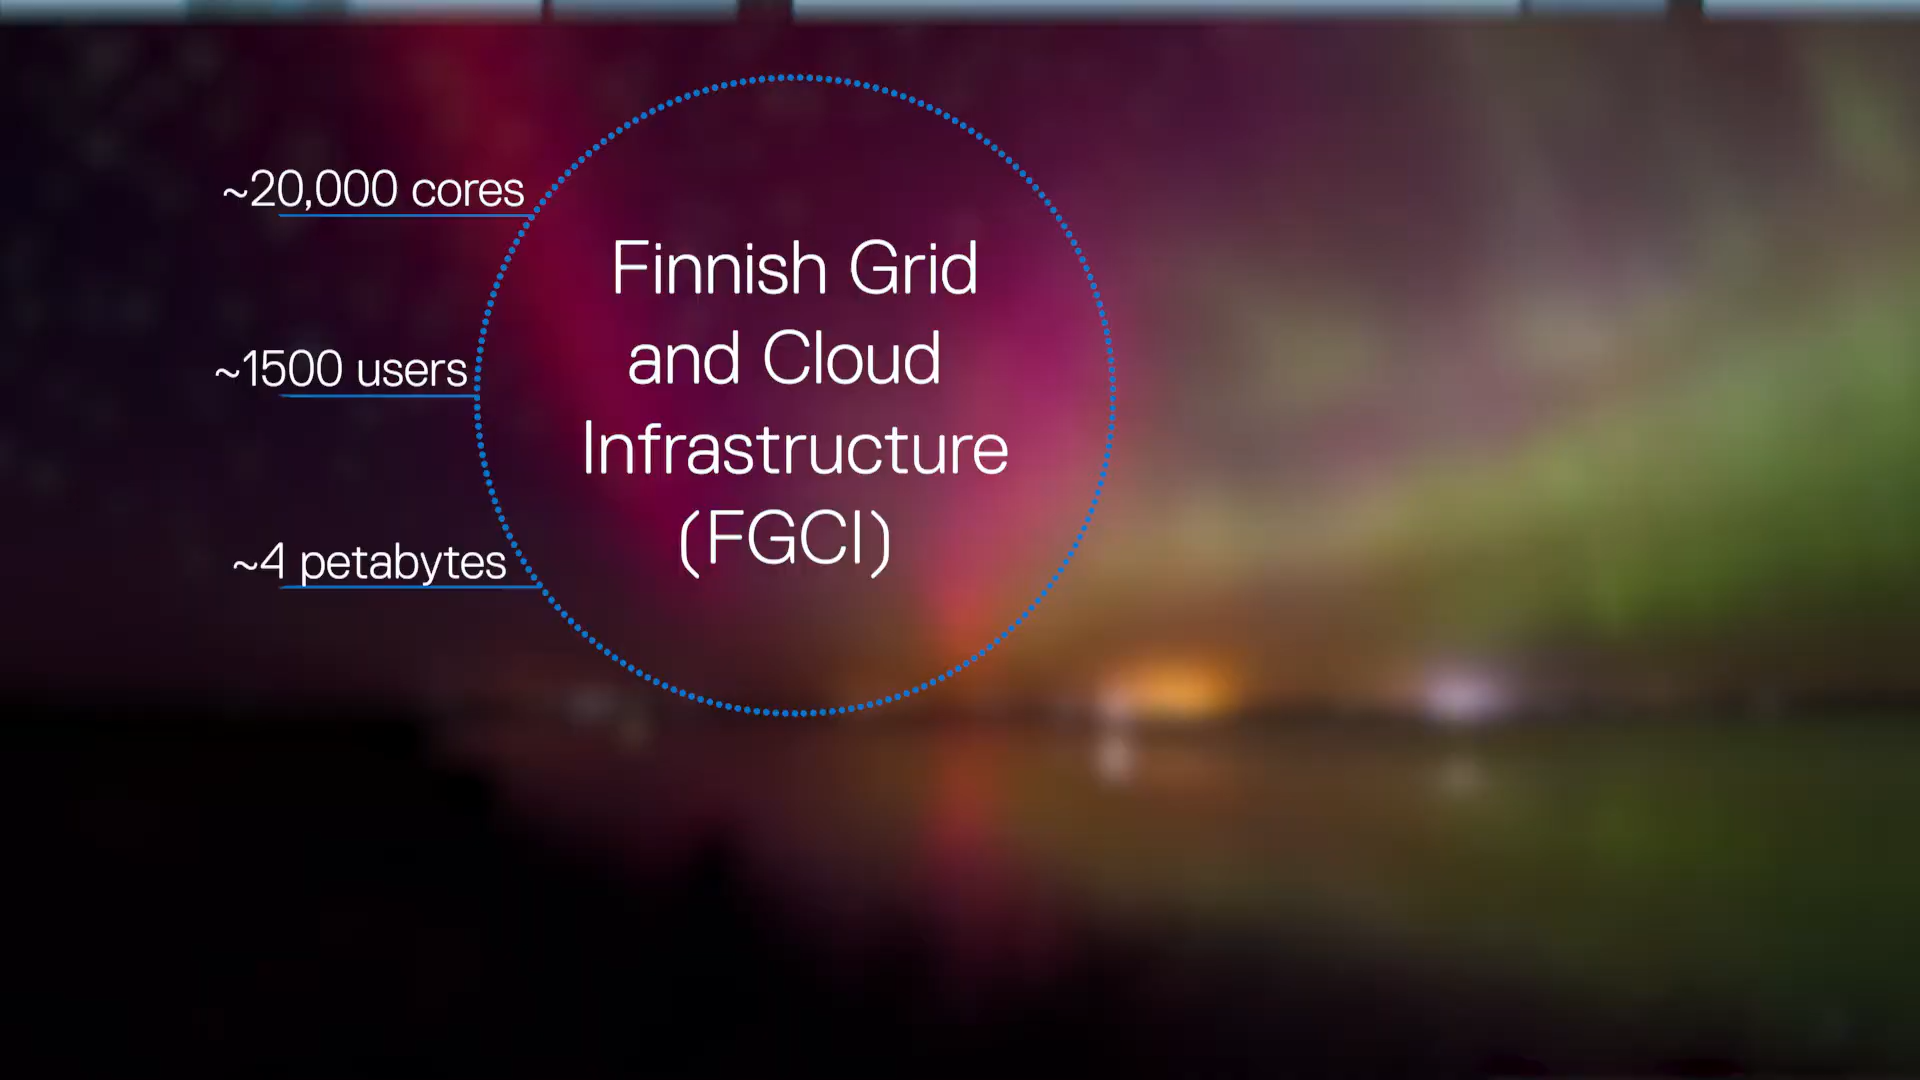 ~20,000 cores
~1500 users
~4 petabytes
Finnish Grid
and Cloud
Infrastructure
(FGCI)